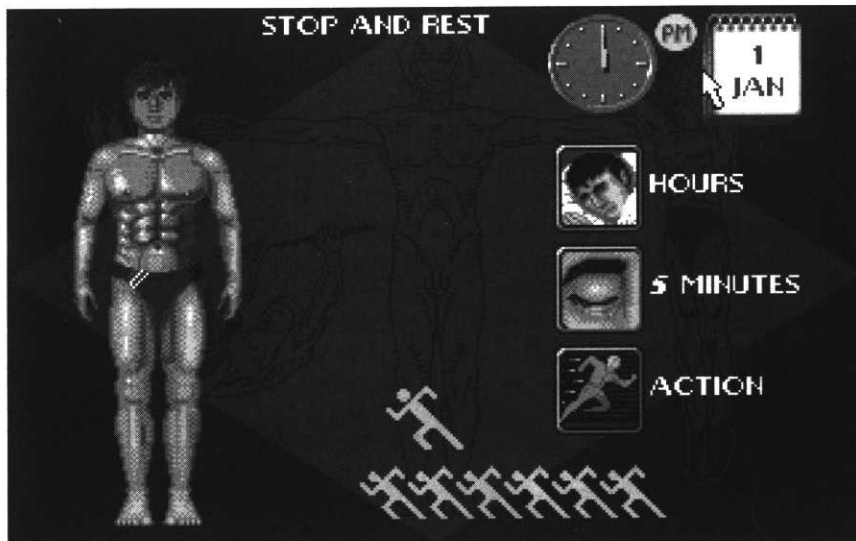 STOP AND REST
PM
1
JAN
HOURS
5 MINUTES
ACTION